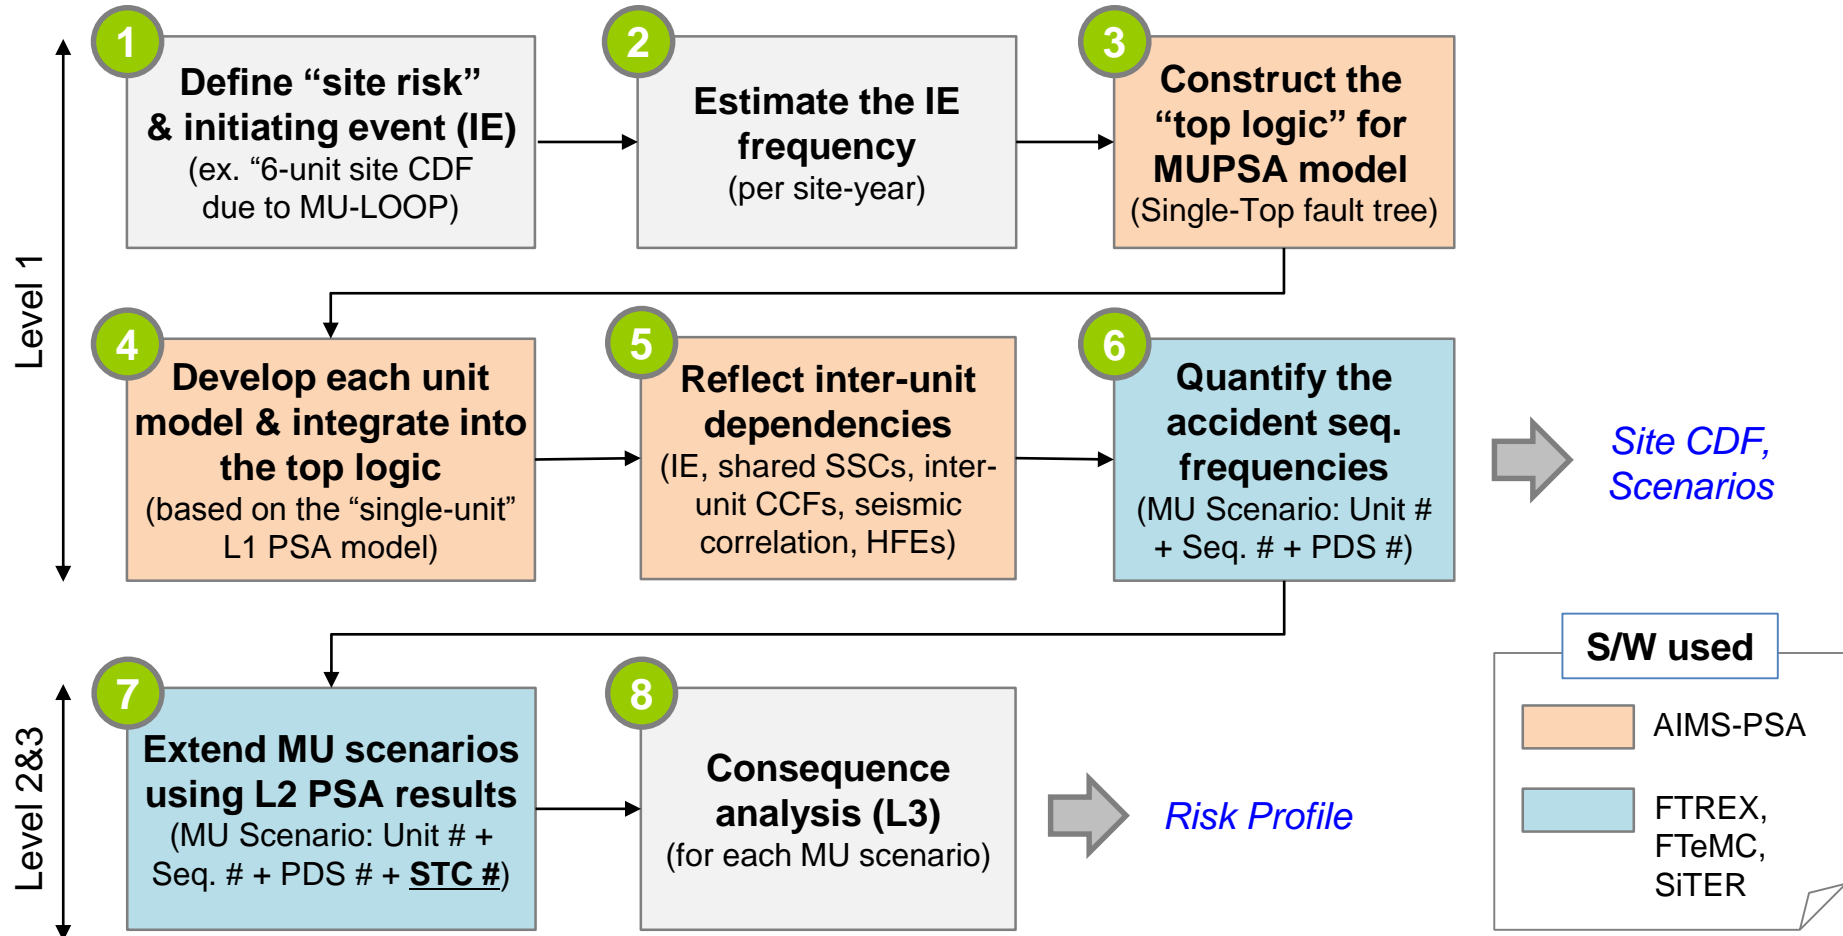 1
Define “site risk”
& initiating event (IE)
(ex. “6-unit site CDF
due to MU-LOOP)
2
Estimate the IE
frequency
(per site-year)
3
Construct the
“top logic” for
MUPSA model
(Single-Top fault tree)
Level 1
4
Develop each unit
model & integrate into
the top logic
(based on the “single-unit”
L1 PSA model)
5
Reflect inter-unit
dependencies
(IE, shared SSCs, inter-
unit CCFs, seismic
correlation, HFEs)
6
Quantify the
accident seq.
frequencies
(MU Scenario: Unit #
+ Seq. # + PDS #)
Site CDF,
Scenarios
Level 2&3
7
Extend MU scenarios
using L2 PSA results
(MU Scenario: Unit # +
Seq. # + PDS # + STC #)
8
Consequence
analysis (L3)
(for each MU scenario)
Risk Profile
S/W used
AIMS-PSA
FTREX,
FTeMC,
SiTER